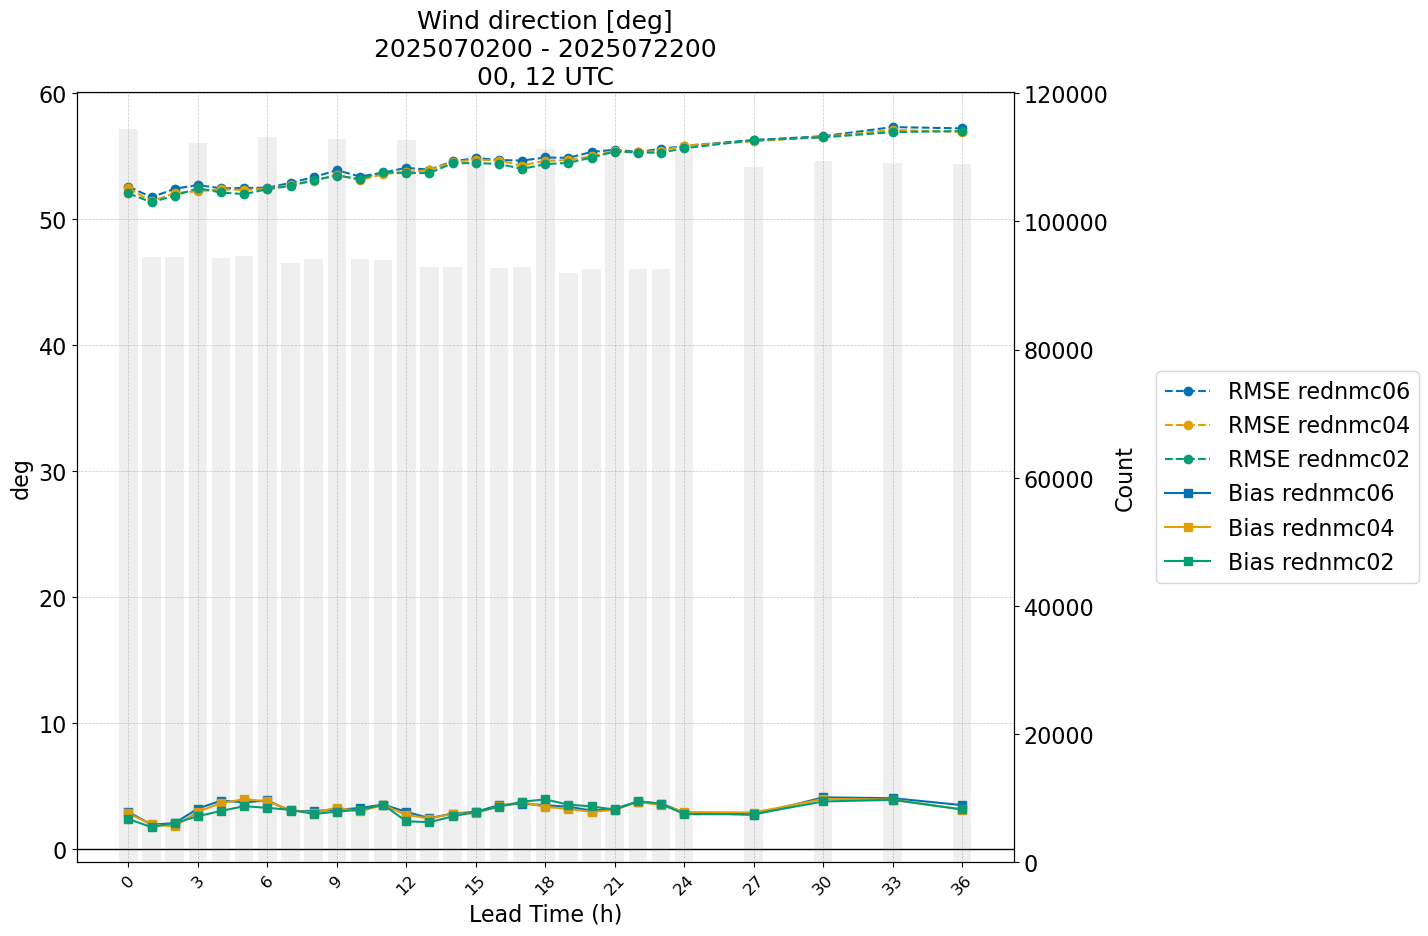 Wind direction [deg]
2025070200 - 2025072200
00, 12 UTC
60
50
40
30
20
10
0
deg
120000
100000
80000
60000
40000
20000
0
Count
0 3 6 9 12 15 18 21 24 27 30 33 36
Lead Time (h)
RMSE rednmc06
RMSE rednmc04
RMSE rednmc02
Bias rednmc06
Bias rednmc04
Bias rednmc02